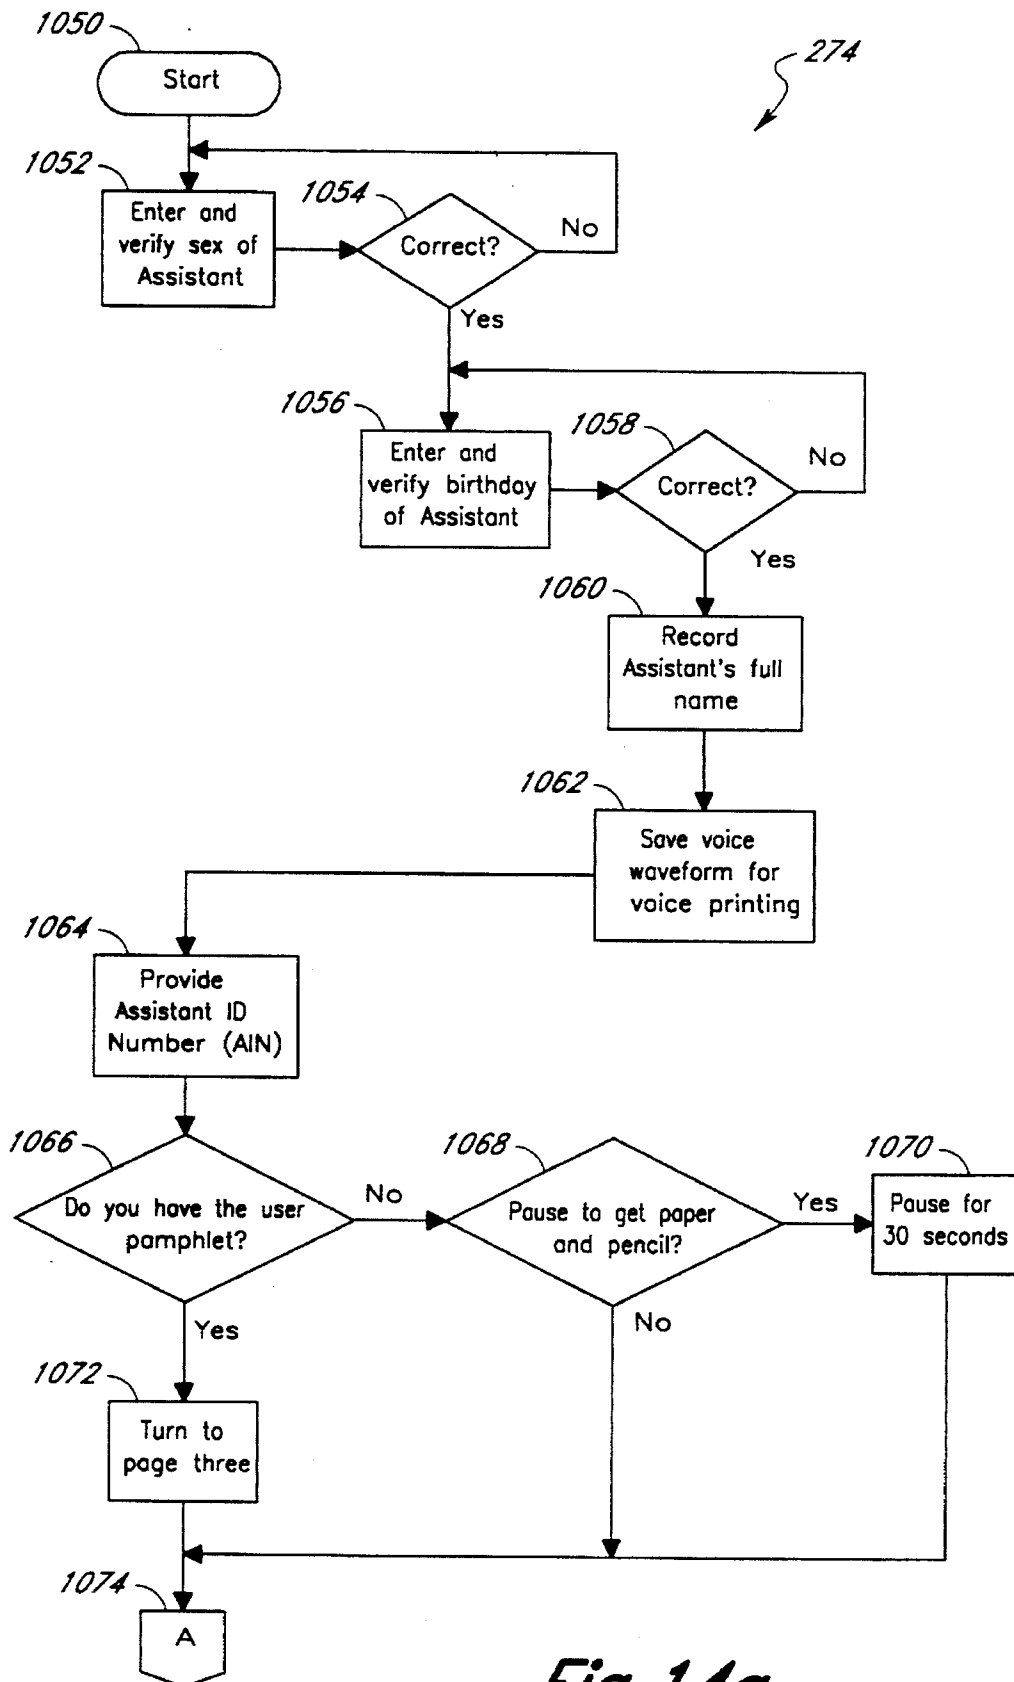 1050
Start
274
1052
Enter and
verify sex of
Assistant
1054
Correct?
No
Yes
1056
Enter and
verify birthday
of Assistant
1058
Correct?
No
Yes
1060
Record
Assistant's full
name
1062
Save voice
waveform for
voice printing
1064
Provide
Assistant ID
Number (AIN)
1066
Do you have the user
pamphlet?
No
1068
Pause to get paper
and pencil?
Yes
1070
Pause for
30 seconds
Yes
No
1072
Turn to
page three
1074
A
Fig. 14a